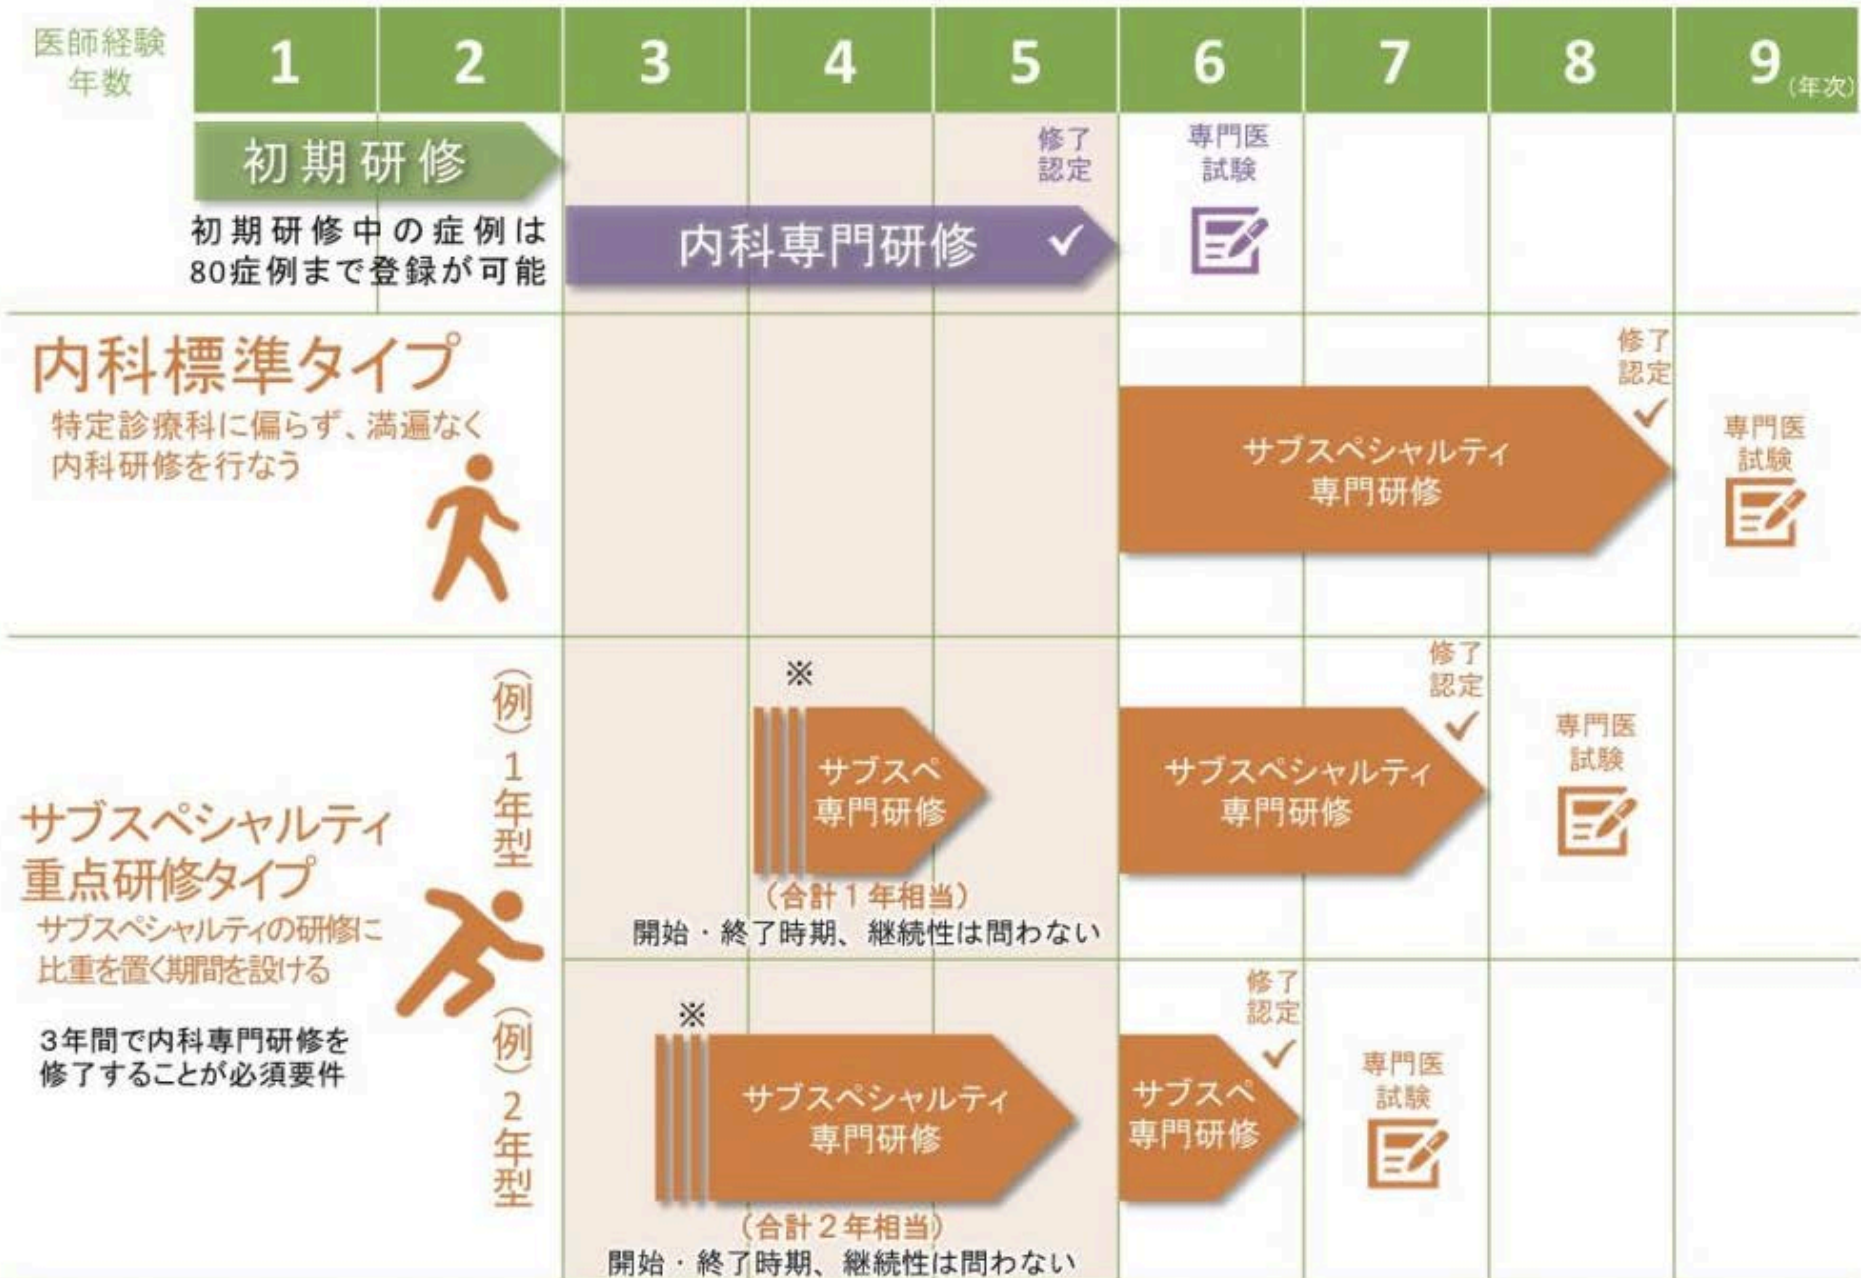 医師経験
年数
1
2
3
4
5
6
7
8
9(年次)
初期研修
初期研修中の症例は
80症例まで登録が可能
修了
認定
内科専門研修
専門医
試験
内科標準タイプ
特定診療科に偏らず、満遍なく
内科研修を行なう
サブスペシャルティ
専門研修
修了
認定
専門医
試験
サブスペシャルティ
重点研修タイプ
サブスペシャルティの研修に
比重を置く期間を設ける
3年間で内科専門研修を
修了することが必須要件
(例)1年型
※
サブスペ
専門研修
(合計1年相当)
開始・終了時期、継続性は問わない
サブスペシャルティ
専門研修
修了
認定
専門医
試験
(例)2年型
※
サブスペシャルティ
専門研修
(合計2年相当)
開始・終了時期、継続性は問わない
サブスペ
専門研修
修了
認定
専門医
試験